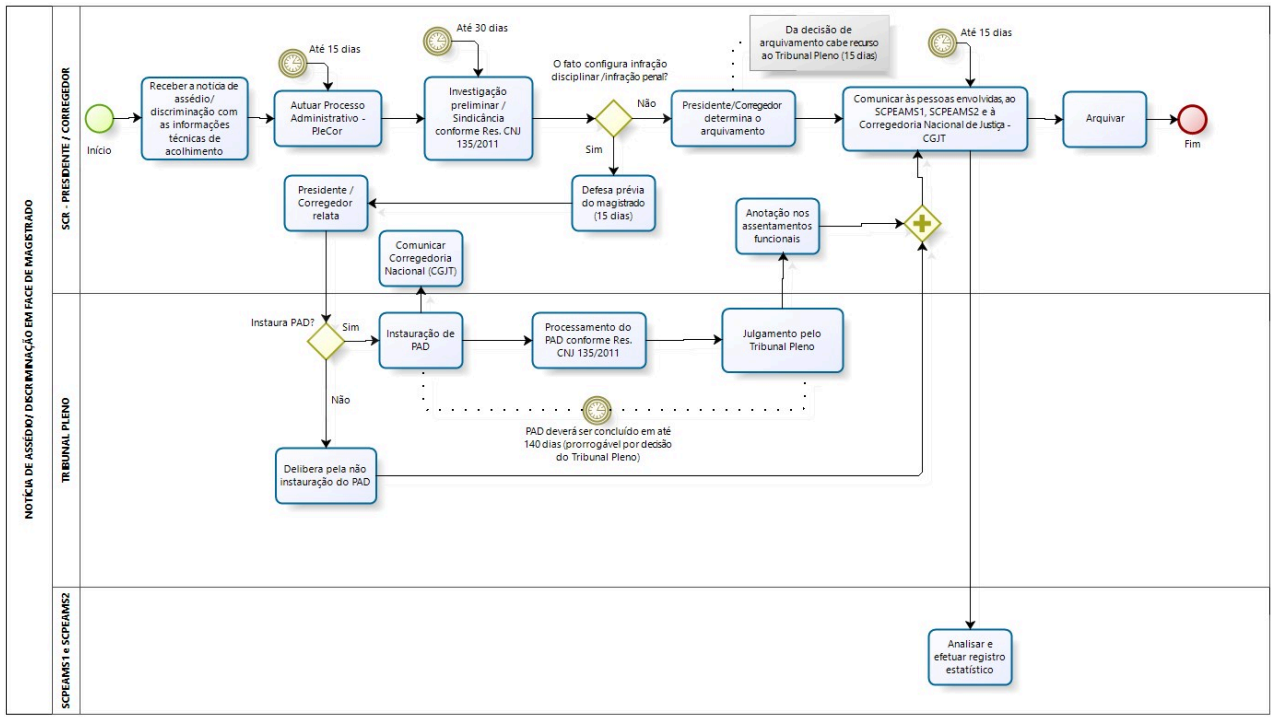 NOTÍCIA DE ASSÉDIO/ DISCRIMINAÇÃO EM FACE DE MAGISTRADO
SCR - PRESIDENTE / CORREGEDOR
Início
Receber a notícia de
assédio/
discriminação com
as informações
técnicas de
acolhimento
Até 15 dias
Autuar Processo
Administrativo -
PJeCor
Até 30 dias
Investigação
preliminar /
Sindicância
conforme Res. CNJ
135/2011
O fato configura infração
disciplinar /infração penal?
Não
Sim
Da decisão de
arquivamento cabe recurso
ao Tribunal Pleno (15 dias)
Presidente/Corregedor
determina o
arquivamento
Até 15 dias
Comunicar às pessoas envolvidas, ao
SCPEAMS1, SCPEAMS2 e à
Corregedoria Nacional de Justiça -
CGJT
Arquivar
Fim
Presidente /
Corregedor
relata
Defesa prévia
do magistrado
(15 dias)
Comunicar
Corregedoria
Nacional (CGJT)
Anotação nos
assentamentos
funcionais
TRIBUNAL PLENO
Instaura PAD?
Sim
Instauração de
PAD
Processamento do
PAD conforme Res.
CNJ 135/2011
Julgamento pelo
Tribunal Pleno
Não
PAD deverá ser concluído em até
140 dias (prorrogável por decisão
do Tribunal Pleno)
Delibera pela não
instauração do PAD
SCPEAMS1 e SCPEAMS2
Analisar e
efetuar registro
estatístico